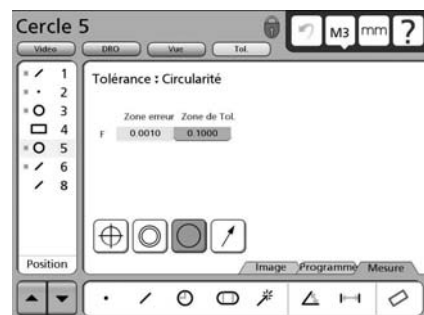 Cercle 5
M3 mm ?
Video DRO Vue Tol.
1
2
3
4
5
6
8
Tolérance : Circularité
Zone erreur Zone de Tol.
F 0.0010 0.1000
Position
Image Programme Mesure